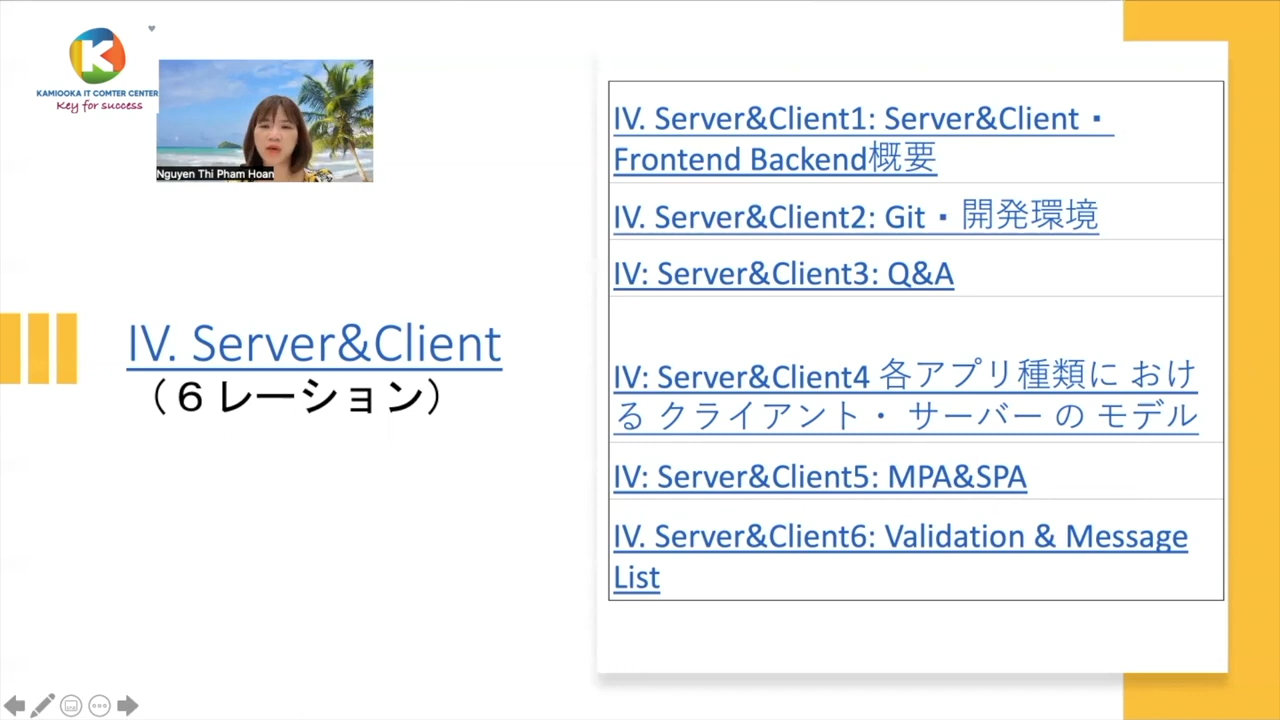 KAMIOOKA IT COMTER CENTER
Key for success
Nguyen Thi Pham Hoan
IV. Server&Client
（６レーション）
IV. Server&Client1: Server&Client・
Frontend Backend概要
IV. Server&Client2: Git・開発環境
IV: Server&Client3: Q&A
IV: Server&Client4 各アプリ種類に おけ
る クライアント・ サーバー の モデル
IV: Server&Client5: MPA&SPA
IV. Server&Client6: Validation & Message
List